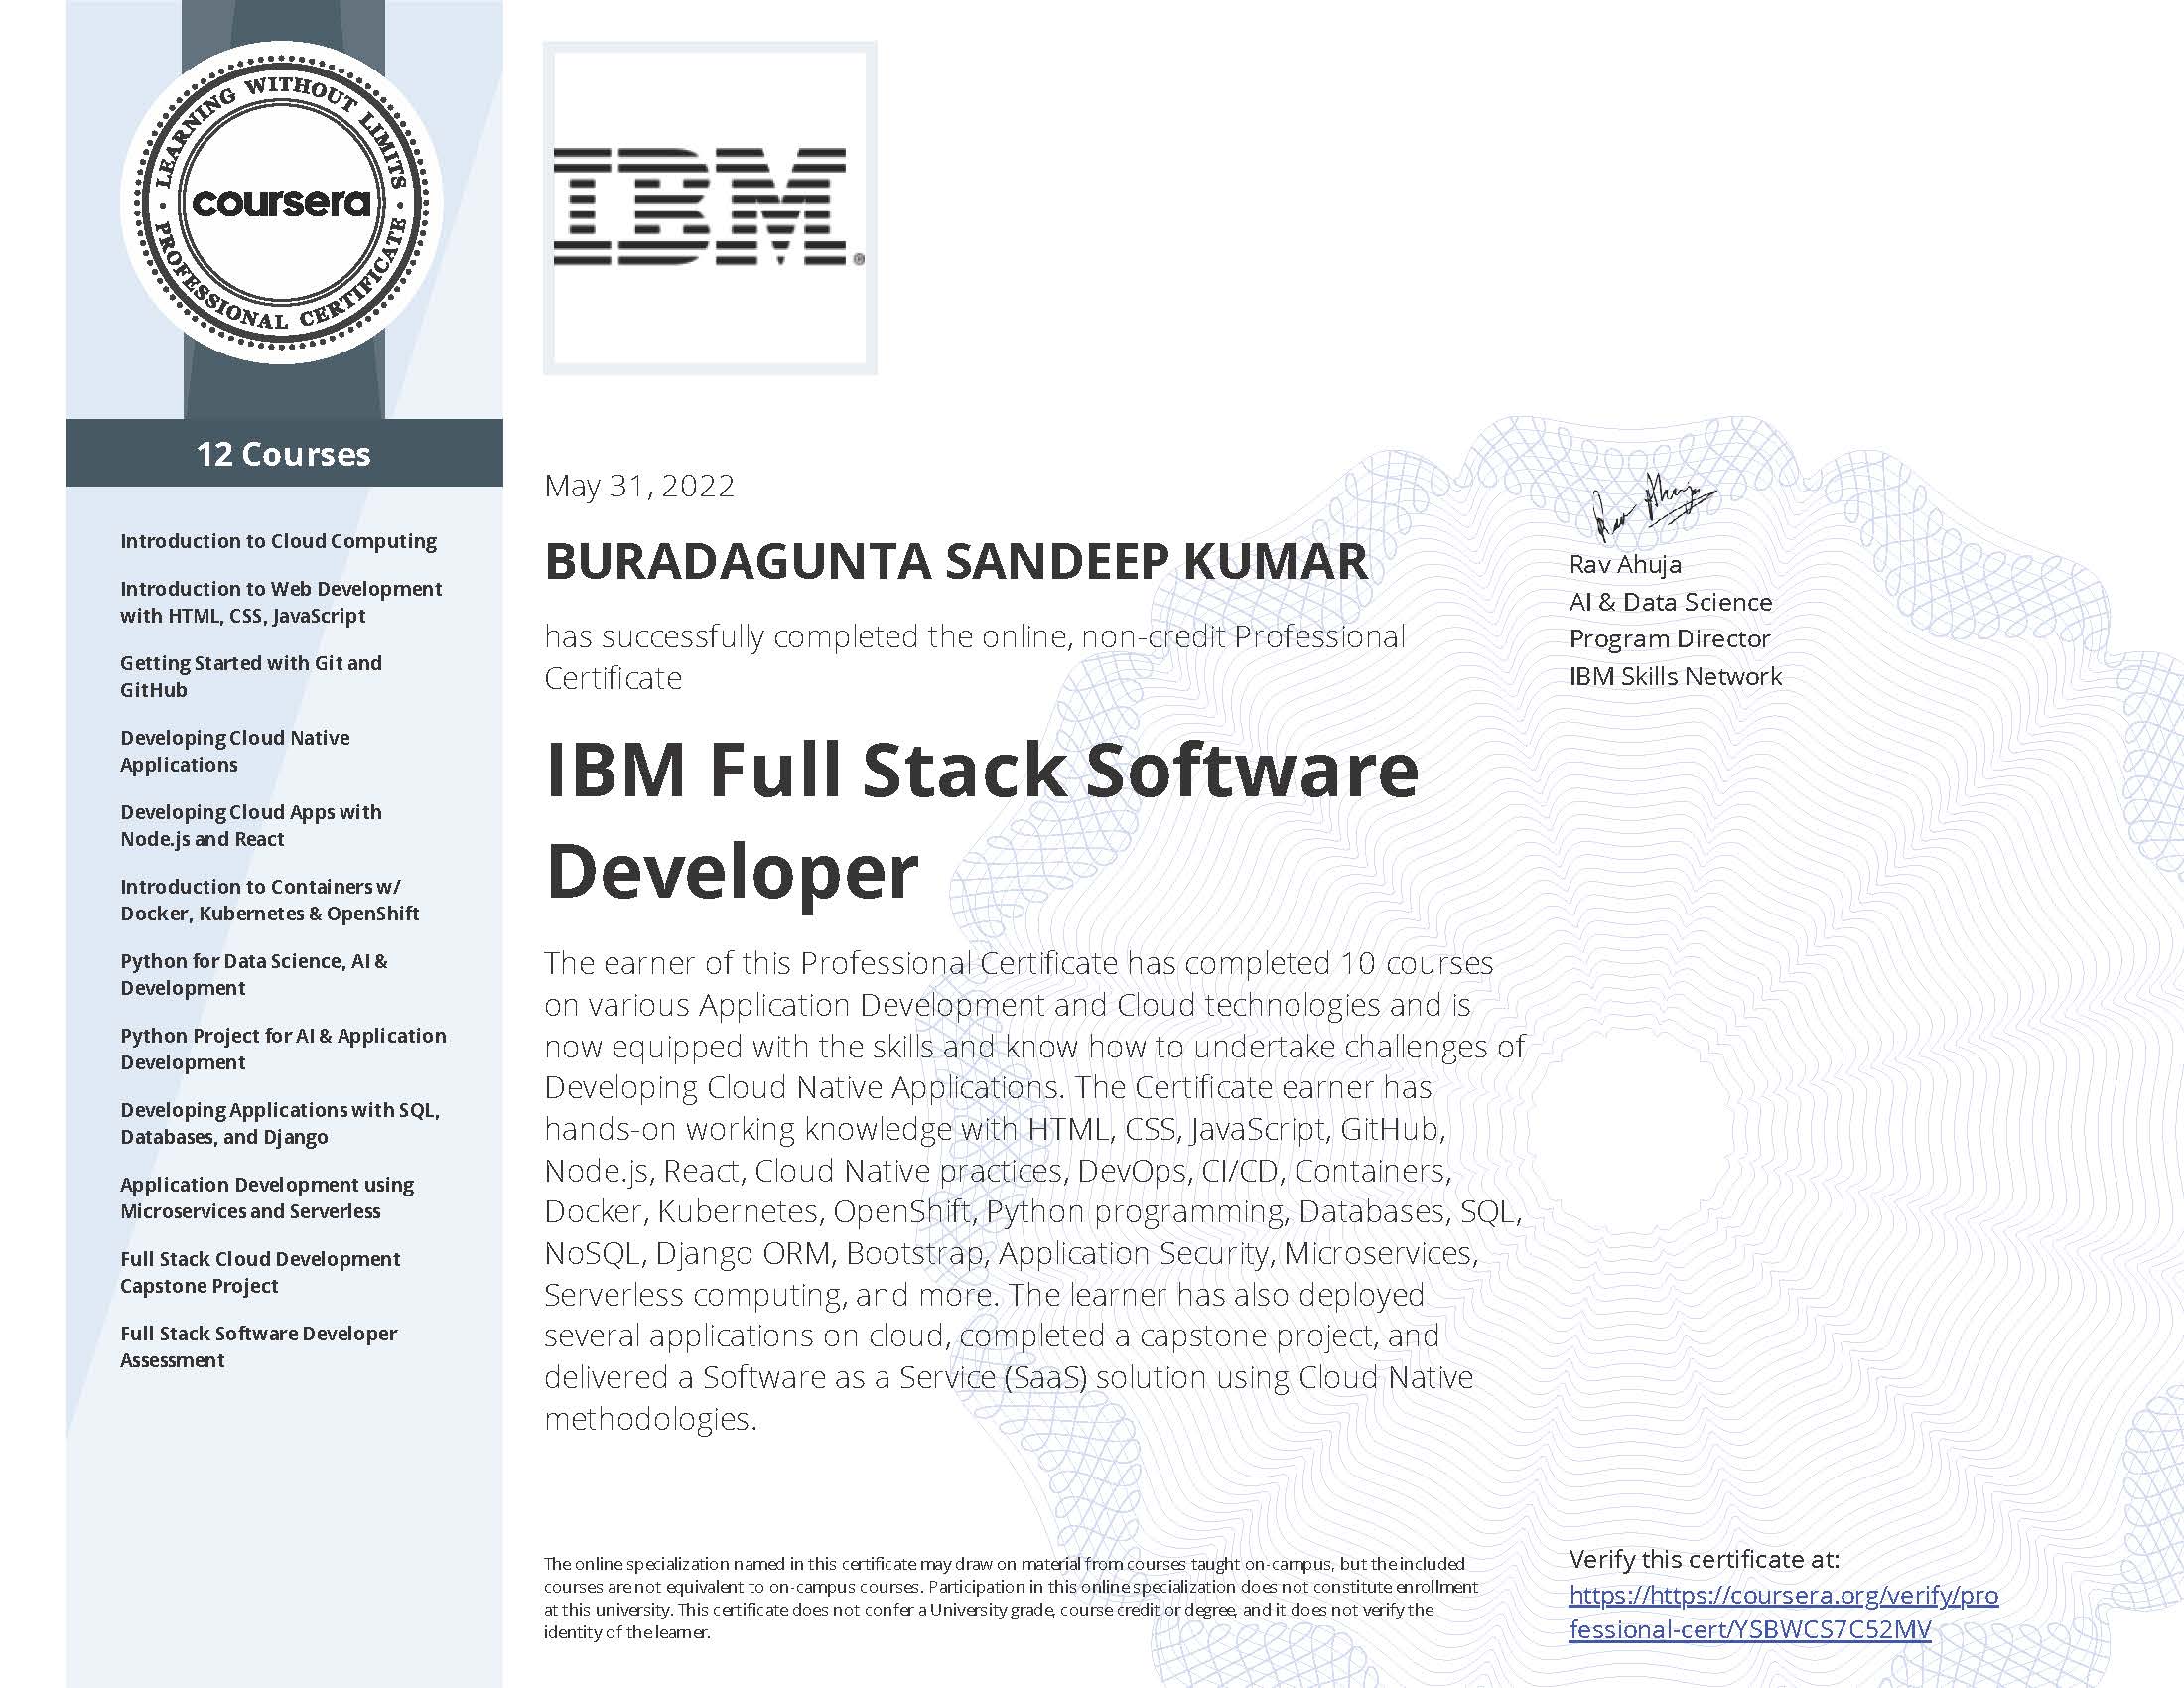 LEARNING WITHOUT LIMITS
coursera
PROFESSIONAL CERTIFICATE
12 Courses
Introduction to Cloud Computing
Introduction to Web Development
with HTML, CSS, JavaScript
Getting Started with Git and
GitHub
Developing Cloud Native
Applications
Developing Cloud Apps with
Node.js and React
Introduction to Containers w/
Docker, Kubernetes & OpenShift
Python for Data Science, AI &
Development
Python Project for AI & Application
Development
Developing Applications with SQL,
Databases, and Django
Application Development using
Microservices and Serverless
Full Stack Cloud Development
Capstone Project
Full Stack Software Developer
Assessment
IBM®
May 31, 2022
BURADAGUNTA SANDEEP KUMAR
has successfully completed the online, non-credit Professional
Certificate
IBM Full Stack Software
Developer
The earner of this Professional Certificate has completed 10 courses
on various Application Development and Cloud technologies and is
now equipped with the skills and know how to undertake challenges of
Developing Cloud Native Applications. The Certificate earner has
hands-on working knowledge with HTML, CSS, JavaScript, GitHub,
Node.js, React, Cloud Native practices, DevOps, CI/CD, Containers,
Docker, Kubernetes, OpenShift, Python programming, Databases, SQL,
NoSQL, Django ORM, Bootstrap, Application Security, Microservices,
Serverless computing, and more. The learner has also deployed
several applications on cloud, completed a capstone project, and
delivered a Software as a Service (SaaS) solution using Cloud Native
methodologies.
The online specialization named in this certificate may draw on material from courses taught on-campus, but the included
courses are not equivalent to on-campus courses. Participation in this online specialization does not constitute enrollment
at this university. This certificate does not confer a University grade, course credit or degree, and it does not verify the
identity of the learner.
Rav Ahuja
Rav Ahuja
AI & Data Science
Program Director
IBM Skills Network
Verify this certificate at:
https://https://coursera.org/verify/pro
fessional-cert/YSBWCS7C52MV